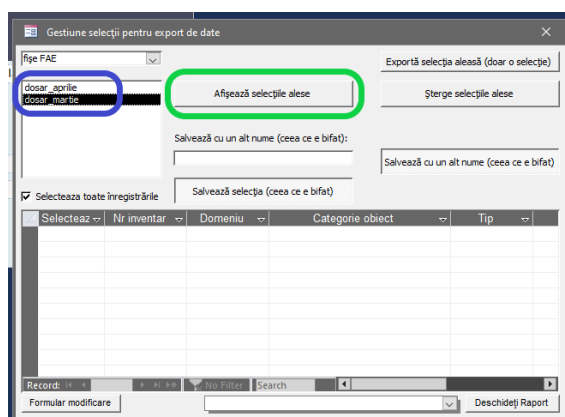 Gestiune selecții pentru export de date
fișe FAE
Exportă selecția aleasă (doar o selecție)
dosar_aprilie
dosar_martie
Afișează selecțiile alese
Șterge selecțiile alese
Salvează cu un alt nume (ceea ce e bifat):
Salvează cu un alt nume (ceea ce e bifat)
Selecteaza toate înregistrările
Salvează selecția (ceea ce e bifat)
Selecteaz Nr inventar Domeniu Categorie obiect Tip
Record: No Filter Search
Formular modificare
Deschideți Raport